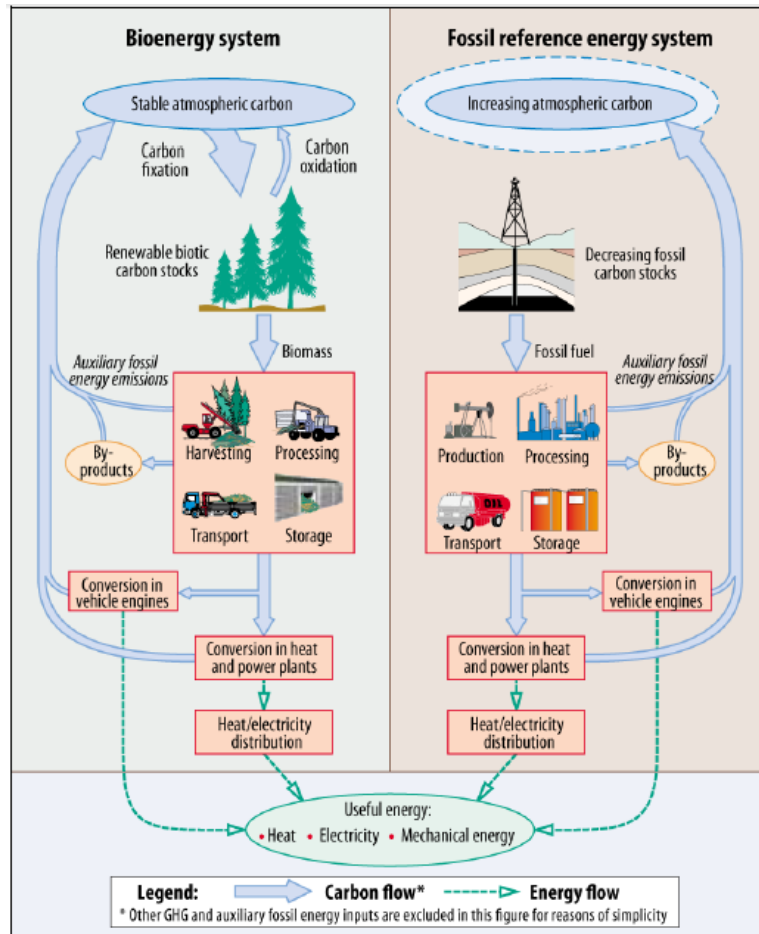 Bioenergy system
Stable atmospheric carbon
Carbon
fixation
Carbon
oxidation
Renewable biotic
carbon stocks
Biomass
Auxiliary fossil
energy emissions
Harvesting
Processing
By-
products
Transport
Storage
Conversion in
vehicle engines
Conversion in heat
and power plants
Heat/electricity
distribution
Fossil reference energy system
Increasing atmospheric carbon
Decreasing fossil
carbon stocks
Fossil fuel
Auxiliary fossil
energy emissions
Production
Processing
By-
products
OIL
Transport
Storage
Conversion in
vehicle engines
Conversion in heat
and power plants
Heat/electricity
distribution
Useful energy:
• Heat • Electricity • Mechanical energy
Legend: Carbon flow* Energy flow
* Other GHG and auxiliary fossil energy inputs are excluded in this figure for reasons of simplicity